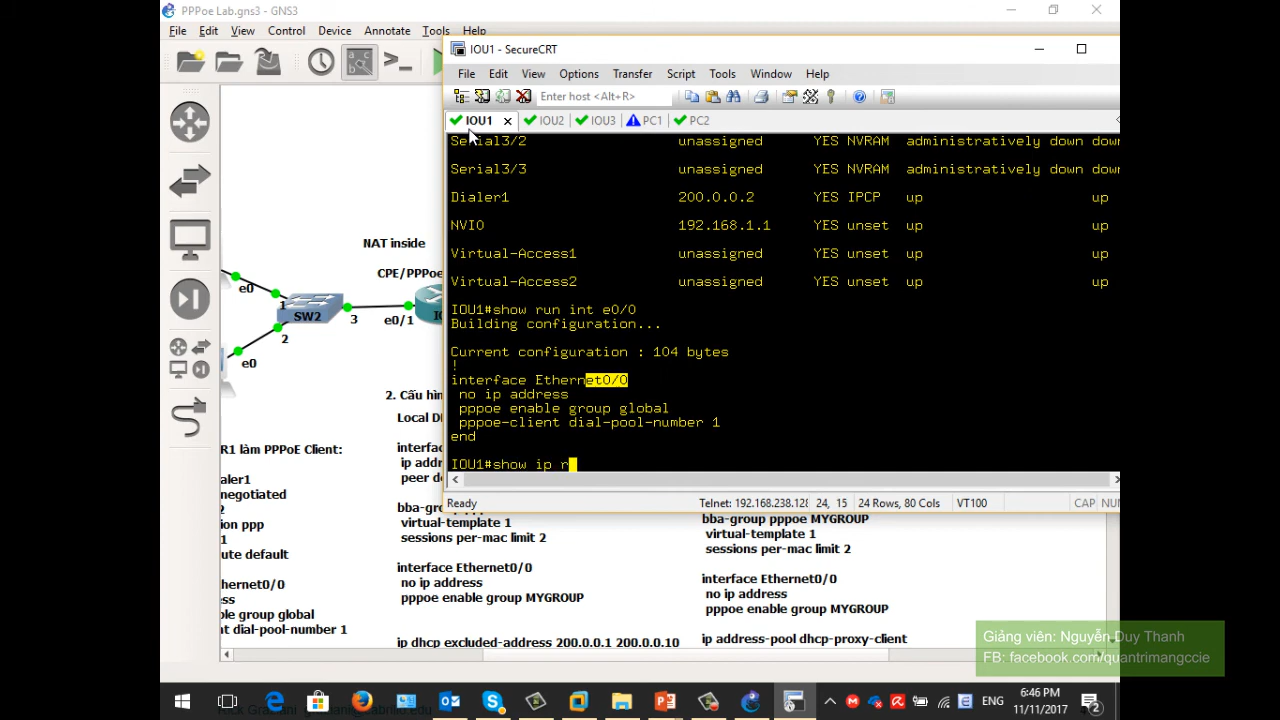 PPPoe Lab.gns3 - GNS3
File Edit View Control Device Annotate Tools Help
IOU1 - SecureCRT
File Edit View Options Transfer Script Tools Window Help
Enter host <Alt+R>
IOU1 IOU2 IOU3 PC1 PC2
Serial3/2 unassigned YES NVRAM administratively down down
Serial3/3 unassigned YES NVRAM administratively down down
Dialer1 200.0.0.2 YES IPCP up up
NVI0 192.168.1.1 YES unset up up
Virtual-Access1 unassigned YES unset up up
Virtual-Access2 unassigned YES unset up up
IOU1#show run int e0/0
Building configuration...
Current configuration : 104 bytes
!
interface Ethernet0/0
no ip address
pppoe enable group global
pppoe-client dial-pool-number 1
end
IOU1#show ip r
Ready Telnet: 192.168.238.128 24, 15 24 Rows, 80 Cols VT100 CAP NUM
NAT inside
CPE/PPPoe
e0
1
SW2
3
e0/1
2
e0
2. Cấu hìn
Local D
R1 làm PPPoE Client:
interfac
aler1
ip addr
negotiated
peer de
2
bba-gr
ion ppp
virtual-template 1
1
sessions per-mac limit 2
ute default
interface Ethernet0/0
hernet0/0
no ip address
ss
pppoe enable group MYGROUP
ble group global
t dial-pool-number 1
ip dhcp excluded-address 200.0.0.1 200.0.0.10
bba-group pppoe MYGROUP
virtual-template 1
sessions per-mac limit 2
interface Ethernet0/0
no ip address
pppoe enable group MYGROUP
ip address-pool dhcp-proxy-client
Giảng viên: Nguyễn Duy Thanh
FB: facebook.com/quantrimangccie
ENG
6:46 PM
11/11/2017
2